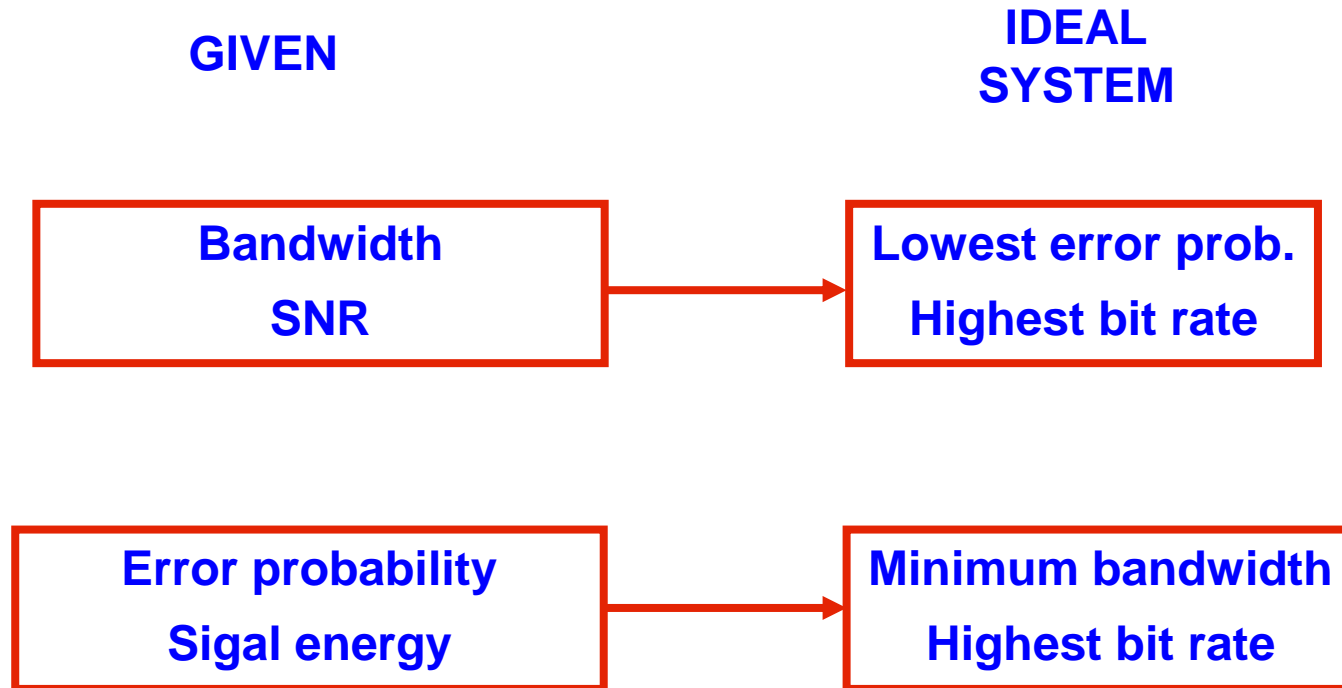 GIVEN
IDEAL
SYSTEM
Bandwidth
SNR
Lowest error prob.
Highest bit rate
Error probability
Sigal energy
Minimum bandwidth
Highest bit rate